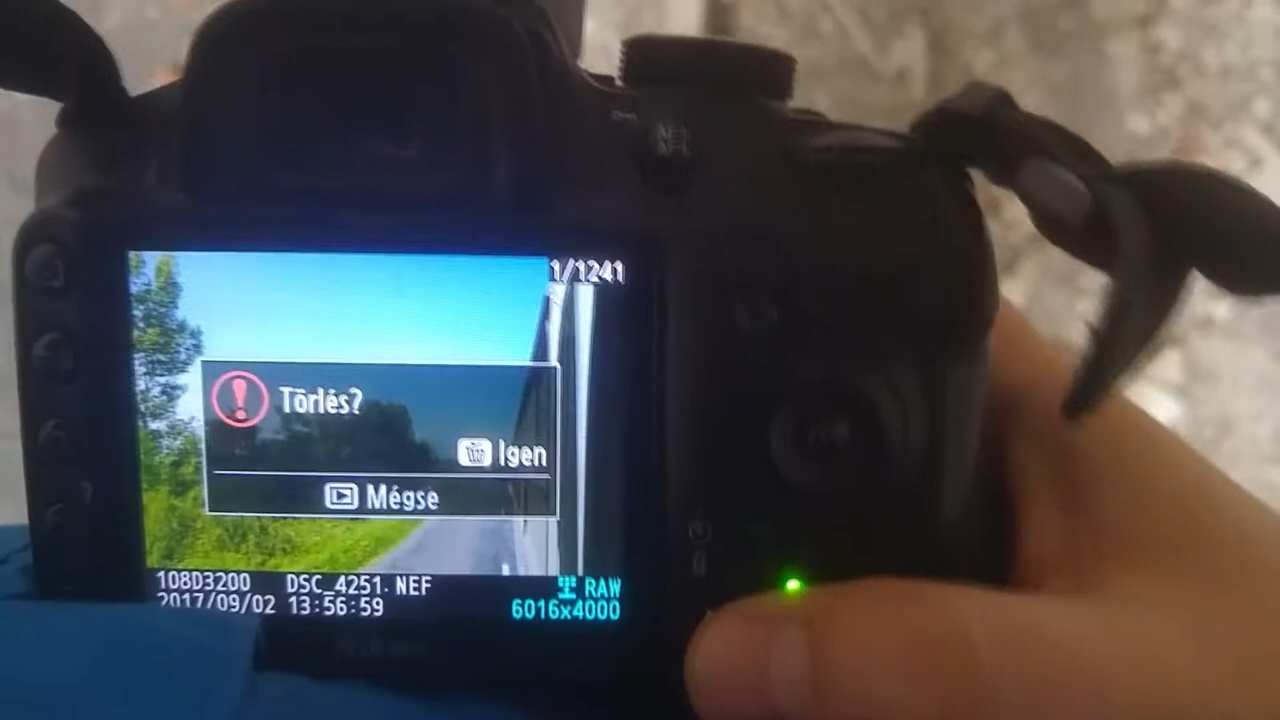 1/1241
Törlés?
Igen
Mégse
108D3200 DSC_4251.NEF RAW
2017/09/02 13:56:59 6016x4000